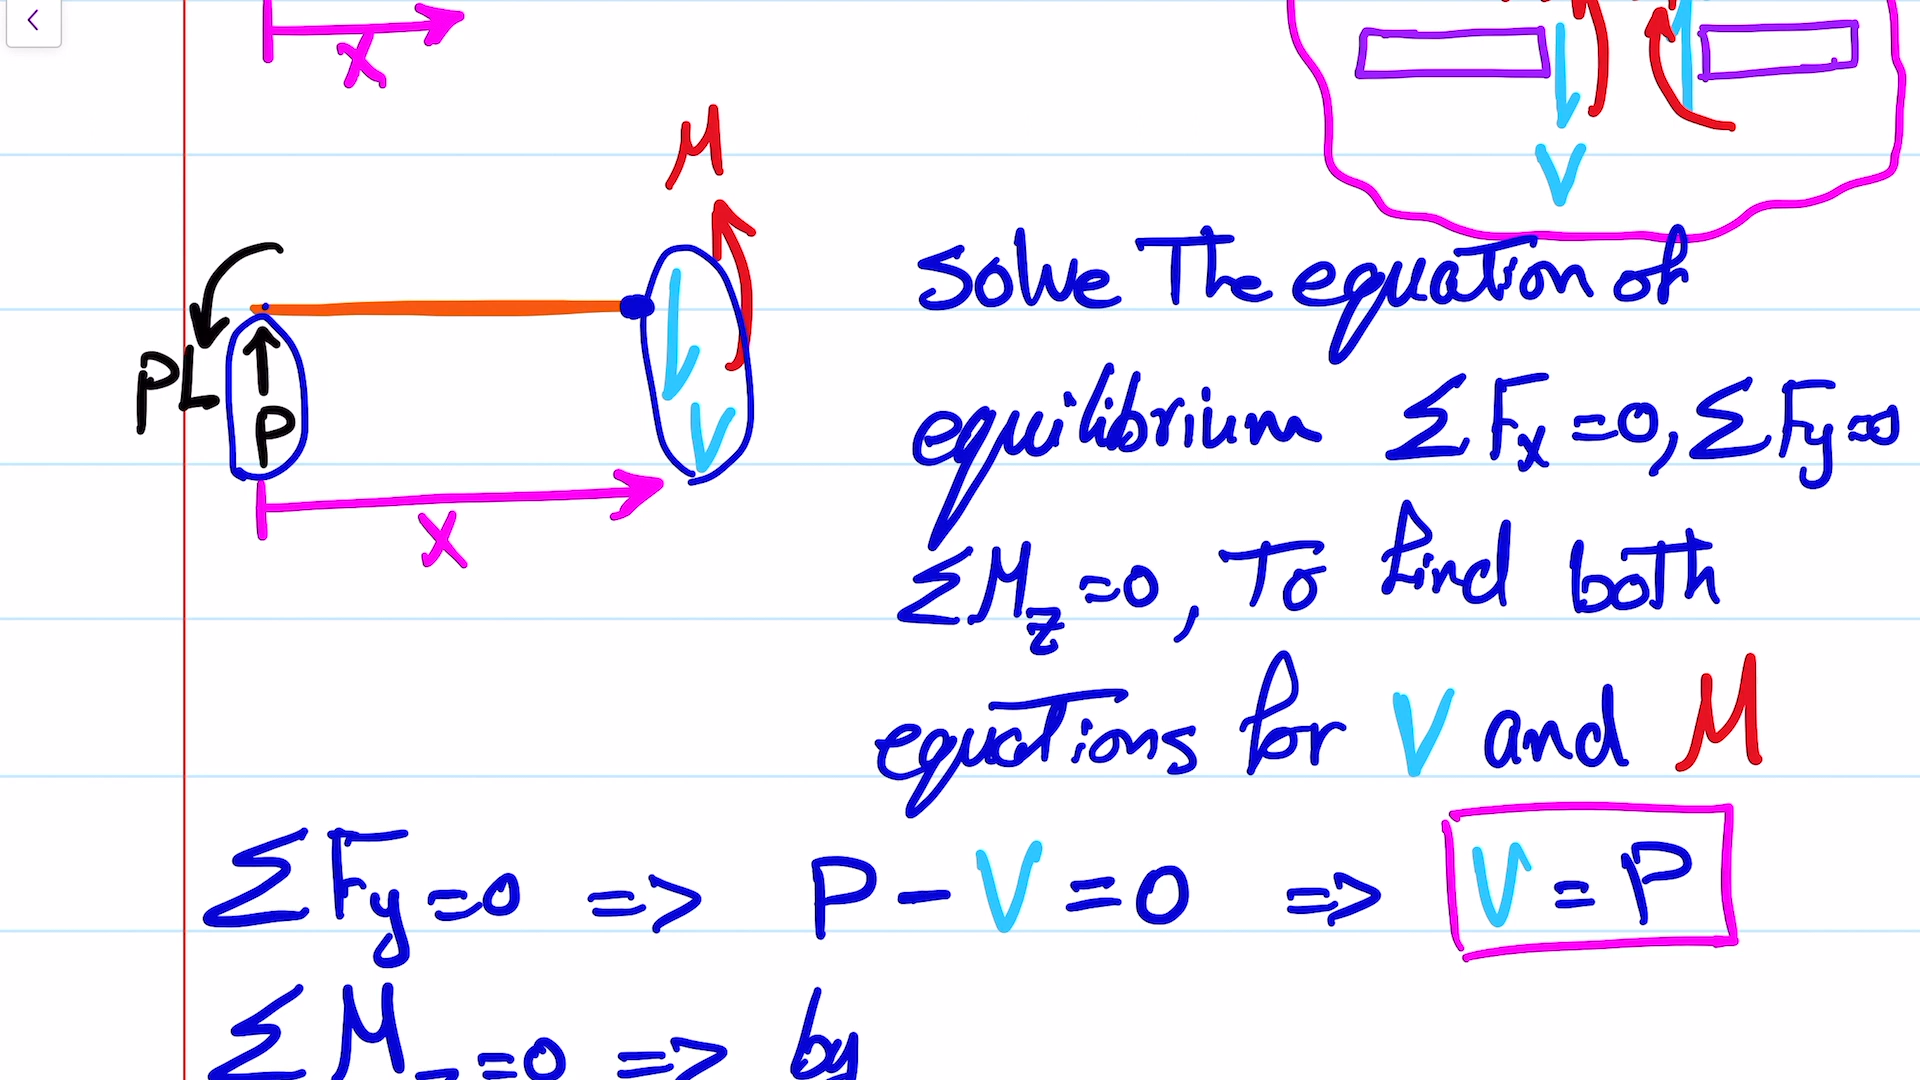 x
V
M
PL
P
V
x
Solve The equation of
equilibrium ΣFx=0, ΣFy=0
ΣMz=0, To find both
equations for V and M
ΣFy=0 => P-V=0 => V=P
ΣMz=0 => by